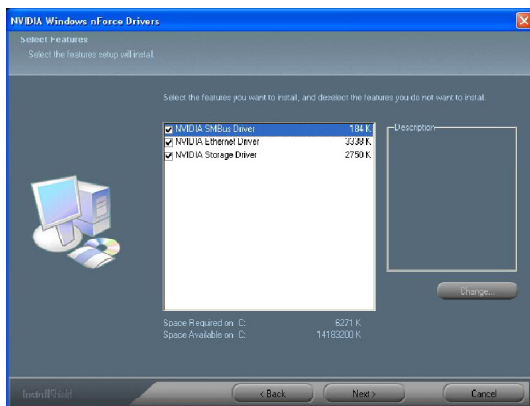 NVIDIA Windows nForce Drivers
Select Features
Select the features setup will install.
Select the features you want to install, and deselect the features you do not want to install.
NVIDIA SMBus Driver 184 K
NVIDIA Ethernet Driver 3338 K
NVIDIA Storage Driver 2750 K
Description
Change...
Space Required on C: 6271 K
Space Available on C: 14183200 K
InstallShield
< Back
Next >
Cancel